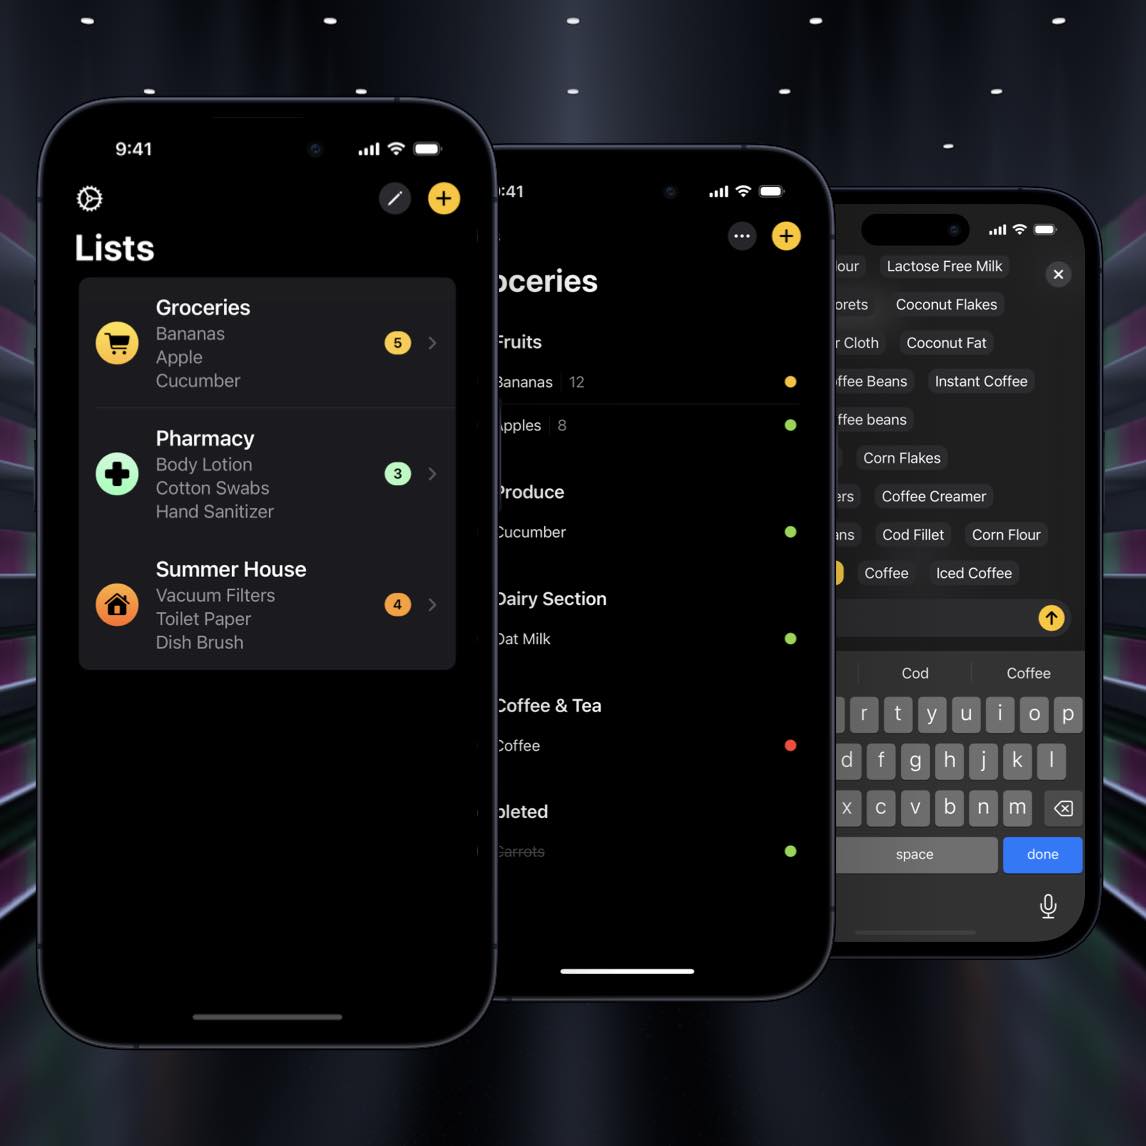 9:41
Lists
Groceries
Bananas
Apple
Cucumber
5
Pharmacy
Body Lotion
Cotton Swabs
Hand Sanitizer
3
Summer House
Vacuum Filters
Toilet Paper
Dish Brush
4
:41
oceries
Fruits
Bananas 12
Apples 8
Produce
Cucumber
Dairy Section
Oat Milk
Coffee & Tea
Coffee
pleted
Carrots
our Lactose Free Milk
orets Coconut Flakes
r Cloth Coconut Fat
ffee Beans Instant Coffee
ffee beans
Corn Flakes
ers Coffee Creamer
ans Cod Fillet Corn Flour
Coffee Iced Coffee
Cod Coffee
r t y u i o p
d f g h j k l
x c v b n m
space done